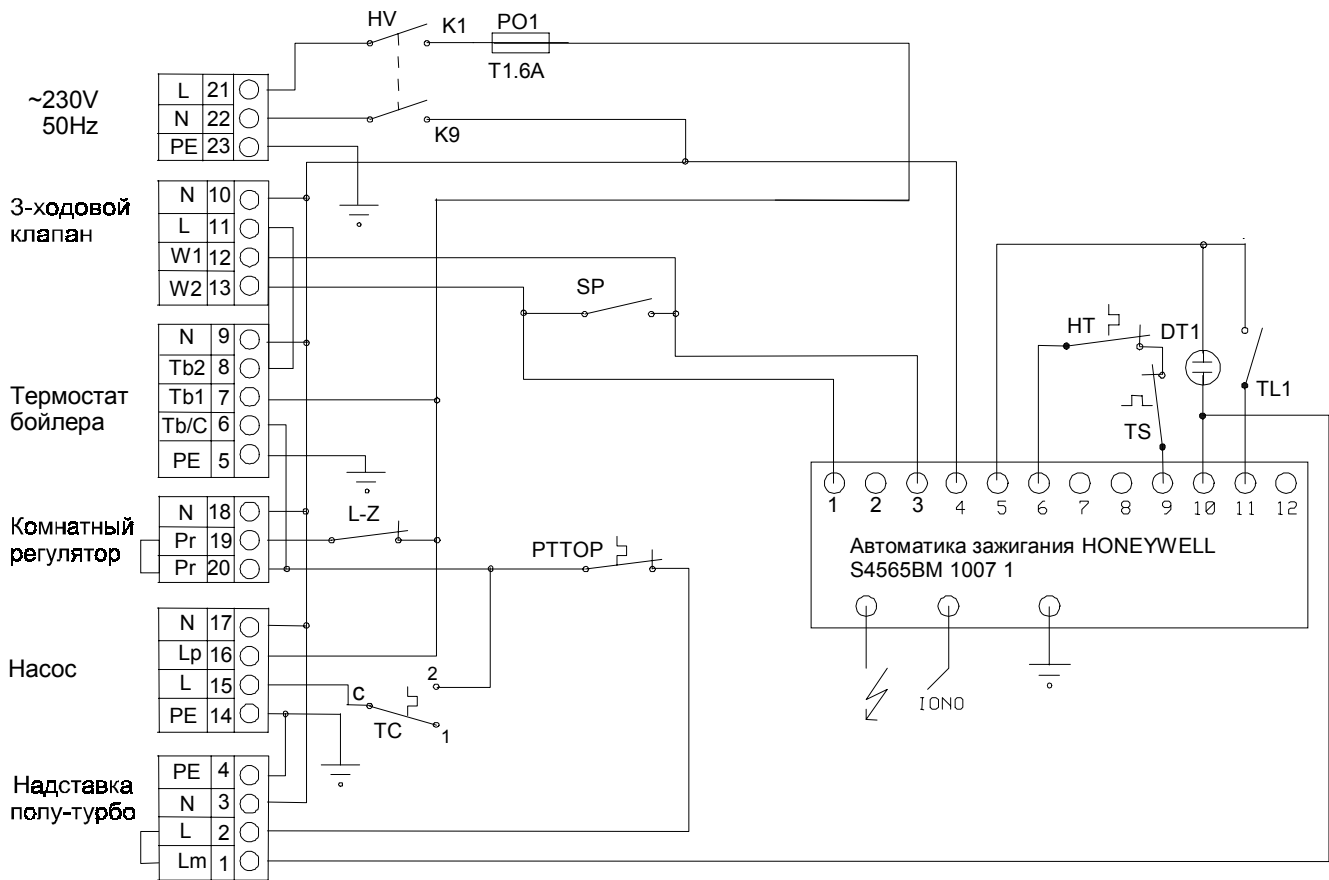 HV
K1
PO1
T1.6A
K9
~230V
50Hz
L 21
N 22
PE 23
3-ходовой
клапан
N 10
L 11
W1 12
W2 13
SP
HT
DT1
TS
TL1
Термостат
бойлера
N 9
Tb2 8
Tb1 7
Tb/C 6
PE 5
1 2 3 4 5 6 7 8 9 10 11 12
Автоматика зажигания HONEYWELL
S4565BM 1007 1
IONO
Комнатный
регулятор
N 18
Pr 19
Pr 20
L-Z
PTTOP
Насос
N 17
Lp 16
L 15
PE 14
C
2
1
TC
Надставка
полу-турбо
PE 4
N 3
L 2
Lm 1